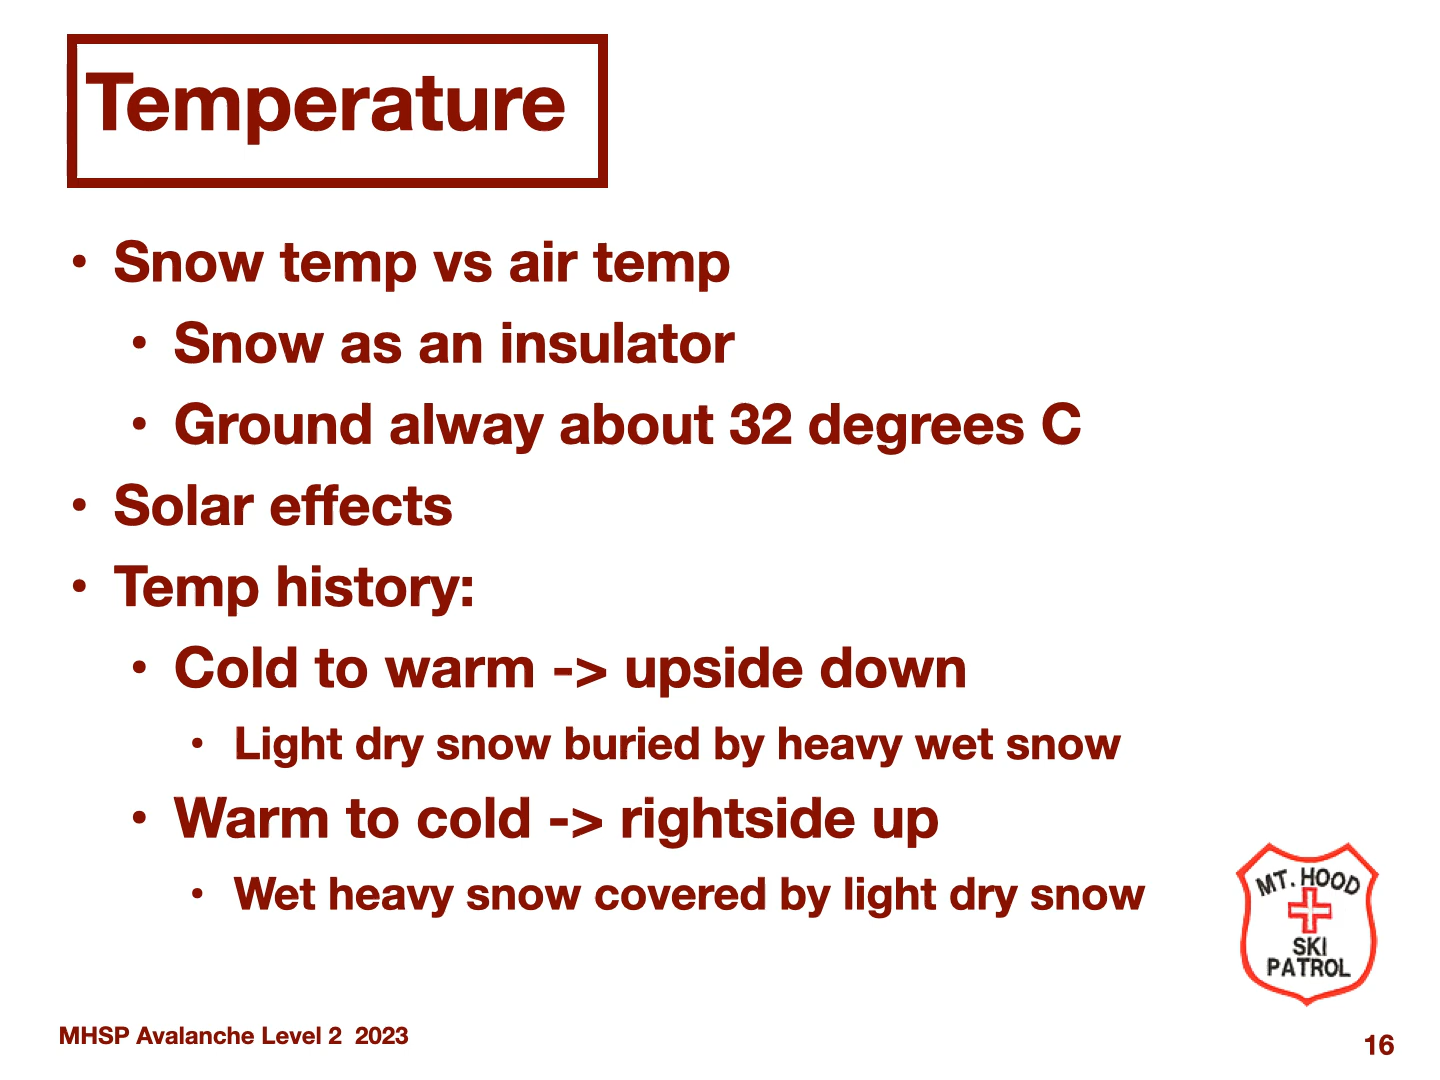 Temperature
• Snow temp vs air temp
• Snow as an insulator
• Ground alway about 32 degrees C
• Solar effects
• Temp history:
• Cold to warm -> upside down
• Light dry snow buried by heavy wet snow
• Warm to cold -> rightside up
• Wet heavy snow covered by light dry snow
MT. HOOD
SKI
PATROL
MHSP Avalanche Level 2  2023
16